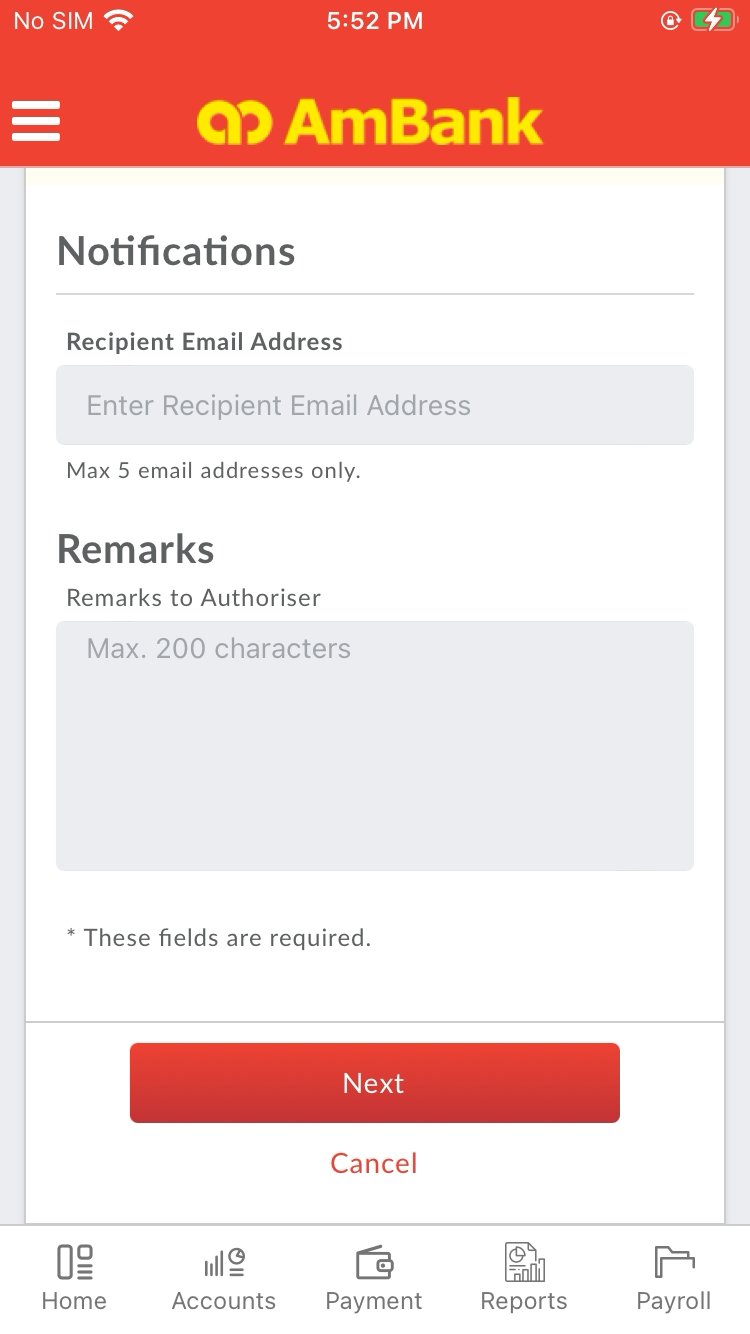 No SIM 5:52 PM
AmBank
Notifications
Recipient Email Address
Enter Recipient Email Address
Max 5 email addresses only.
Remarks
Remarks to Authoriser
Max. 200 characters
* These fields are required.
Next
Cancel
Home Accounts Payment Reports Payroll